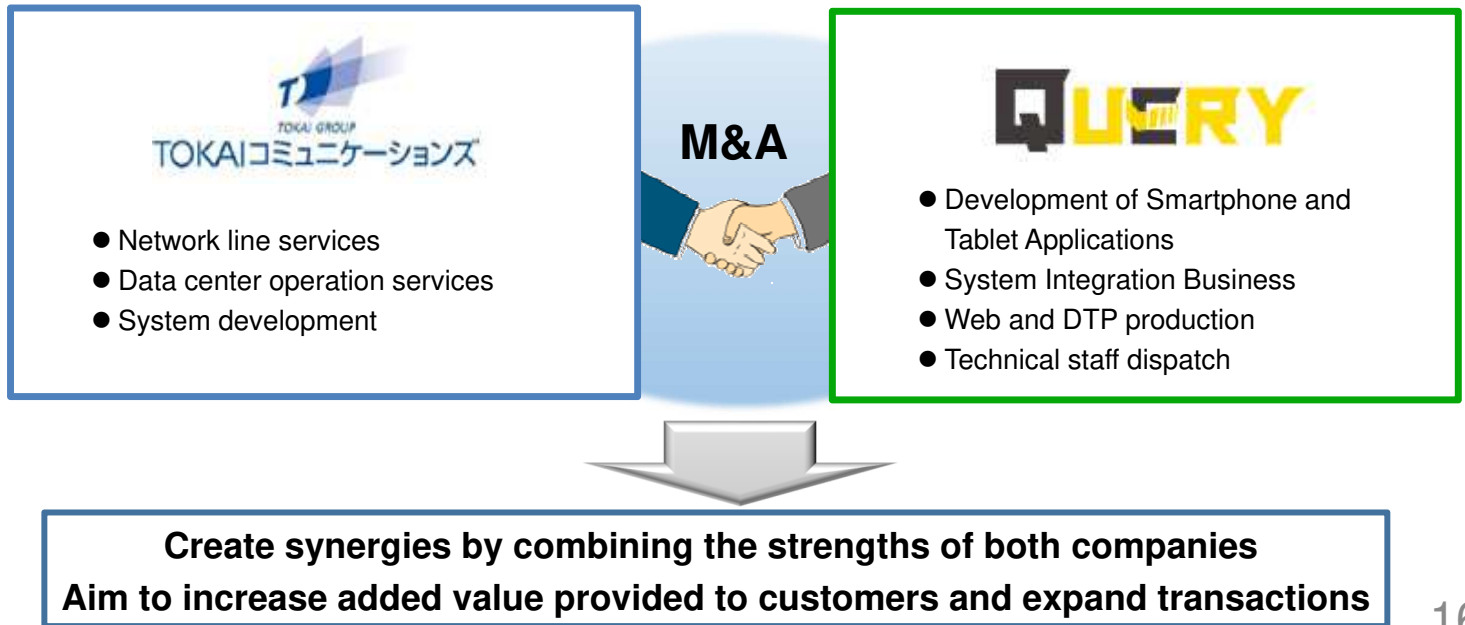 T
TOKAI GROUP
TOKAIコミュニケーションズ
● Network line services
● Data center operation services
● System development
M&A
QUERY
● Development of Smartphone and
Tablet Applications
● System Integration Business
● Web and DTP production
● Technical staff dispatch
Create synergies by combining the strengths of both companies
Aim to increase added value provided to customers and expand transactions
16